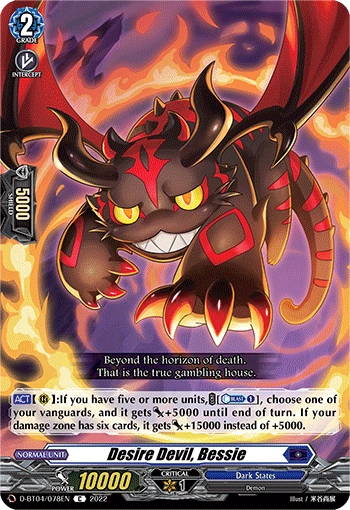 2
GRADE
INTERCEPT
5000
SHIELD
Beyond the horizon of death.
That is the true gambling house.
ACT:If you have five or more units, [BLAST 1], choose one of
your vanguards, and it gets +5000 until end of turn. If your
damage zone has six cards, it gets +15000 instead of +5000.
NORMAL UNIT
Desire Devil, Bessie
POWER 10000
CRITICAL
1
Dark States
Demon
D-BT04/078EN C 2022
Illust / 米谷尚展